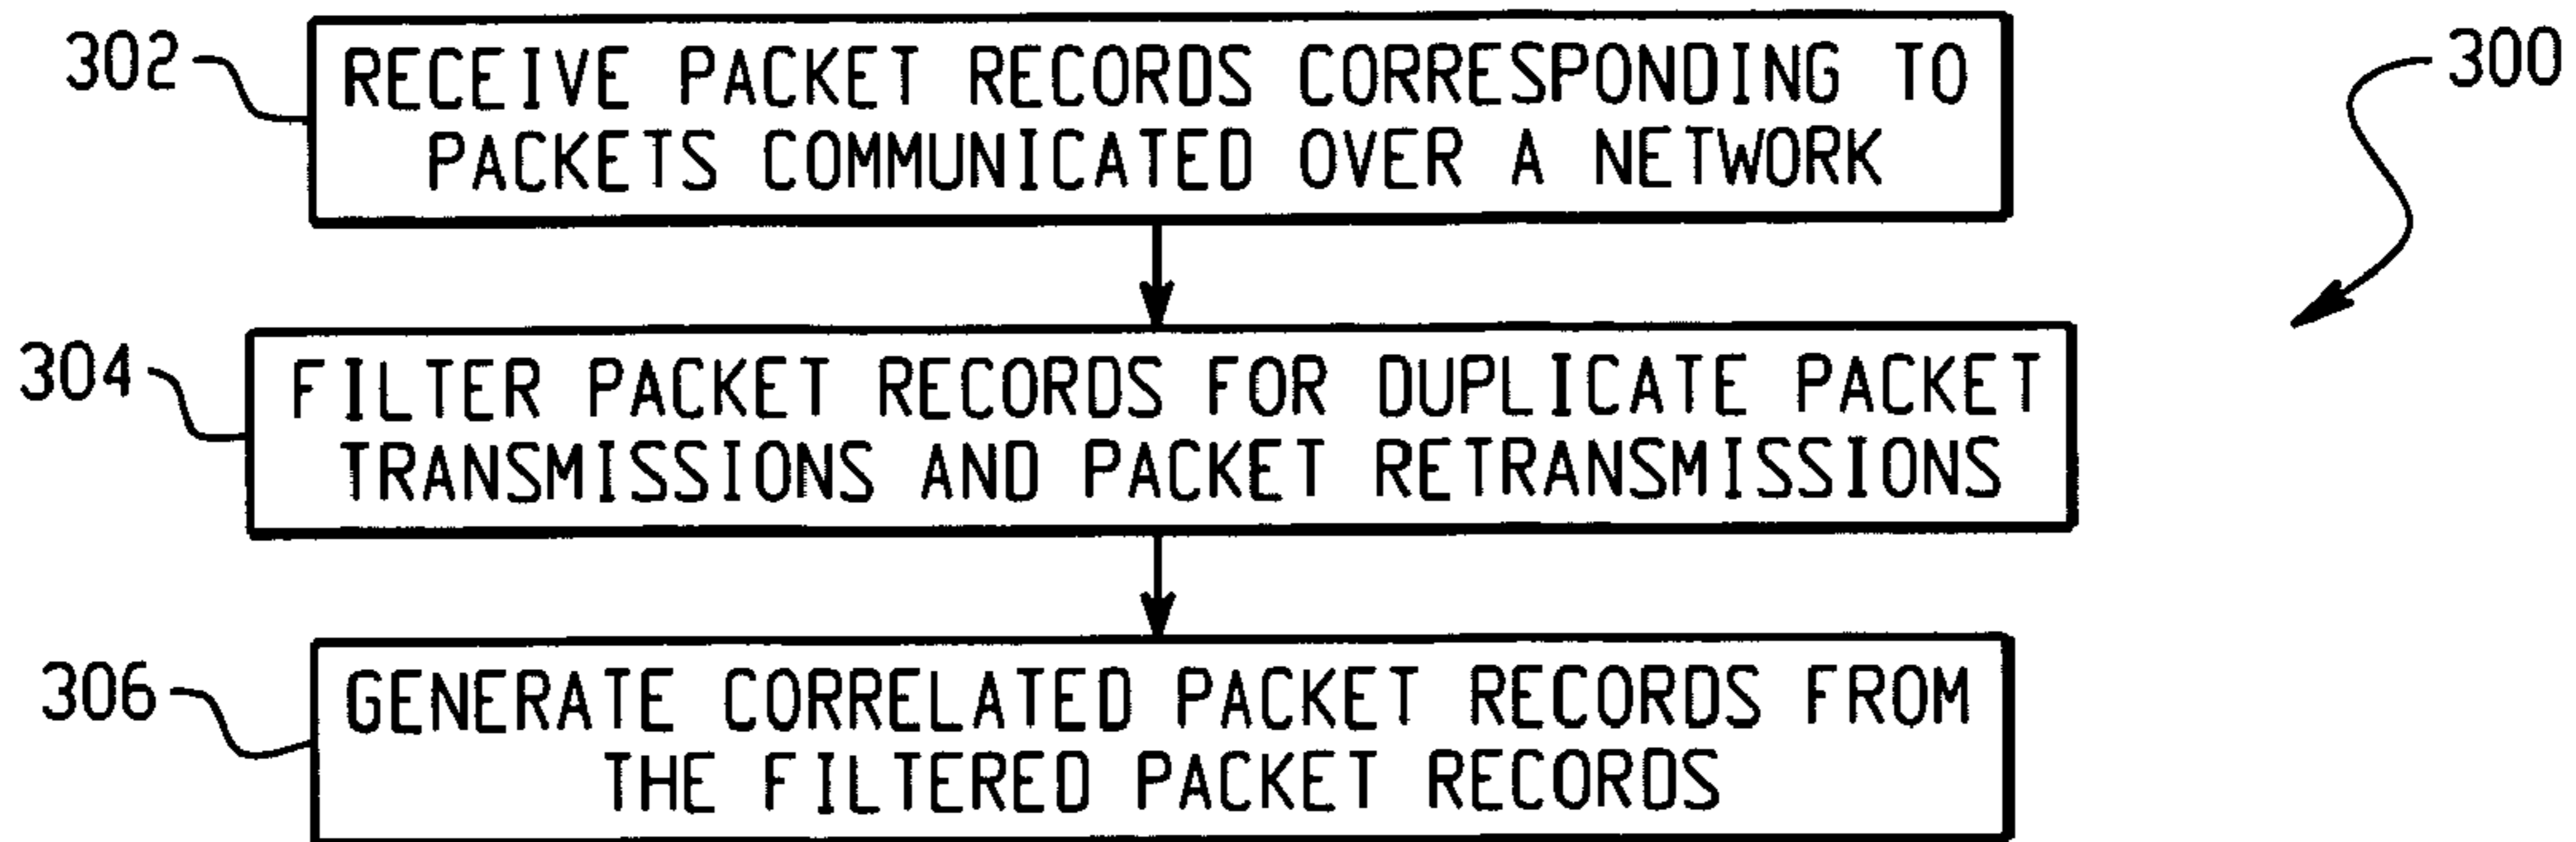 302
RECEIVE PACKET RECORDS CORRESPONDING TO
PACKETS COMMUNICATED OVER A NETWORK
300
304
FILTER PACKET RECORDS FOR DUPLICATE PACKET
TRANSMISSIONS AND PACKET RETRANSMISSIONS
306
GENERATE CORRELATED PACKET RECORDS FROM
THE FILTERED PACKET RECORDS